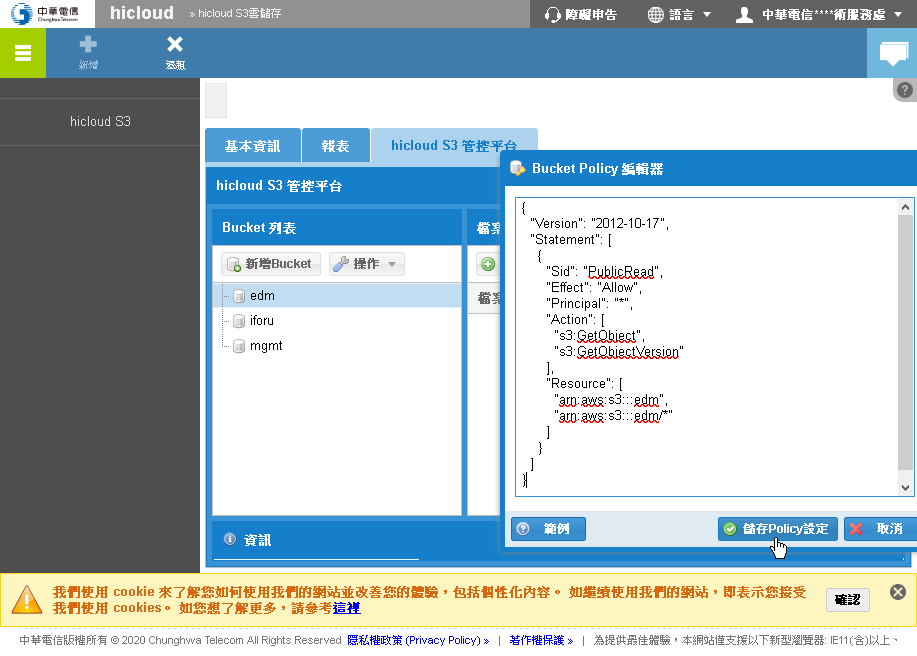 中華電信
Chunghwa Telecom
hicloud » hicloud S3雲儲存
障礙申告 語言 中華電信****術服務處
新增 返租
hicloud S3
基本資訊 報表 hicloud S3 管控平台
hicloud S3 管控平台
Bucket 列表 檔案
新增Bucket 操作
檔案
edm
iforu
mgmt
資訊
Bucket Policy 編輯器
{
"Version": "2012-10-17",
"Statement": [
{
"Sid": "PublicRead",
"Effect": "Allow",
"Principal": "*",
"Action": [
"s3:GetObject",
"s3:GetObjectVersion"
],
"Resource": [
"arn:aws:s3:::edm",
"arn:aws:s3:::edm/*"
]
}
]
}
範例 儲存Policy設定 取消
我們使用 cookie 來了解您如何使用我們的網站並改善您的體驗，包括個性化內容。 如繼續使用我們的網站，即表示您接受
我們使用 cookies。 如您想了解更多，請參考這裡
確認
中華電信版權所有 © 2020 Chunghwa Telecom All Rights Reserved 隱私權政策 (Privacy Policy) » | 著作權保護 » | 為提供最佳體驗，本網站僅支援以下新型瀏覽器: IE11(含)以上、